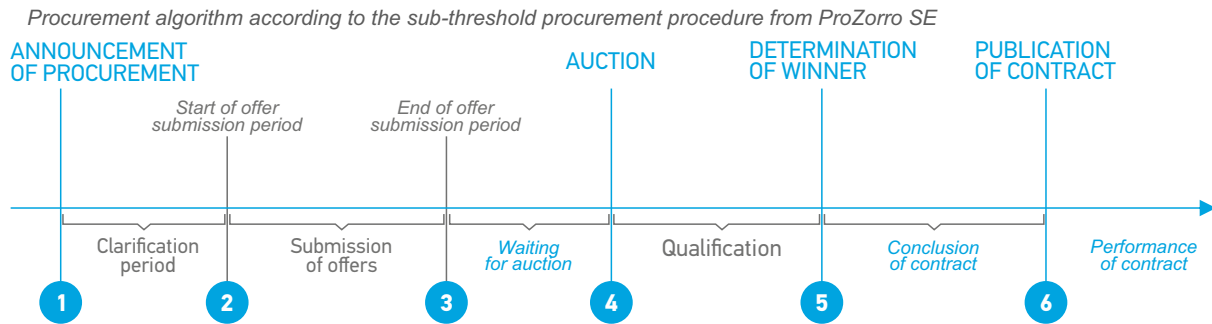 Procurement algorithm according to the sub-threshold procurement procedure from ProZorro SE
ANNOUNCEMENT
OF PROCUREMENT
Start of offer
submission period
End of offer
submission period
AUCTION
DETERMINATION
OF WINNER
PUBLICATION
OF CONTRACT
Clarification
period
Submission
of offers
Waiting
for auction
Qualification
Conclusion
of contract
Performance
of contract
1
2
3
4
5
6